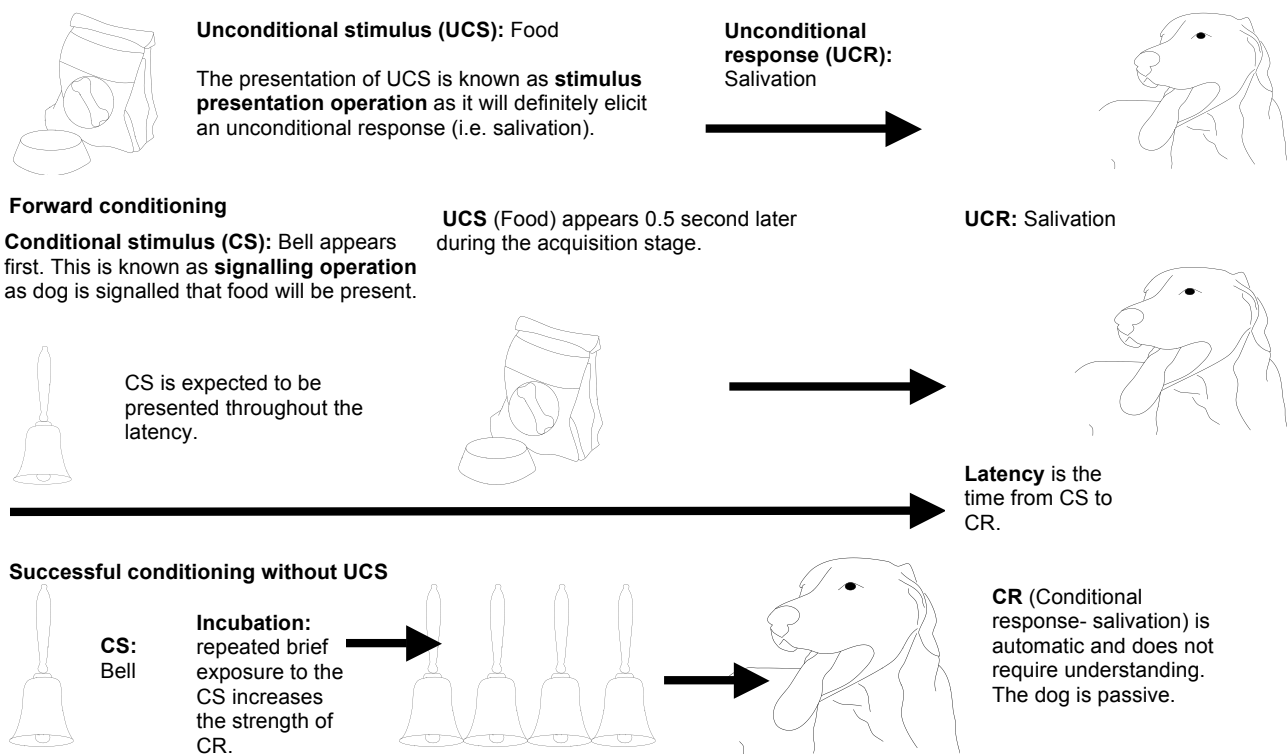 Unconditional stimulus (UCS): Food
The presentation of UCS is known as stimulus
presentation operation as it will definitely elicit
an unconditional response (i.e. salivation).
Unconditional
response (UCR):
Salivation
Forward conditioning
Conditional stimulus (CS): Bell appears
first. This is known as signalling operation
as dog is signalled that food will be present.
UCS (Food) appears 0.5 second later
during the acquisition stage.
UCR: Salivation
CS is expected to be
presented throughout the
latency.
Latency is the
time from CS to
CR.
Successful conditioning without UCS
CS:
Bell
Incubation:
repeated brief
exposure to the
CS increases
the strength of
CR.
CR (Conditional
response- salivation) is
automatic and does not
require understanding.
The dog is passive.